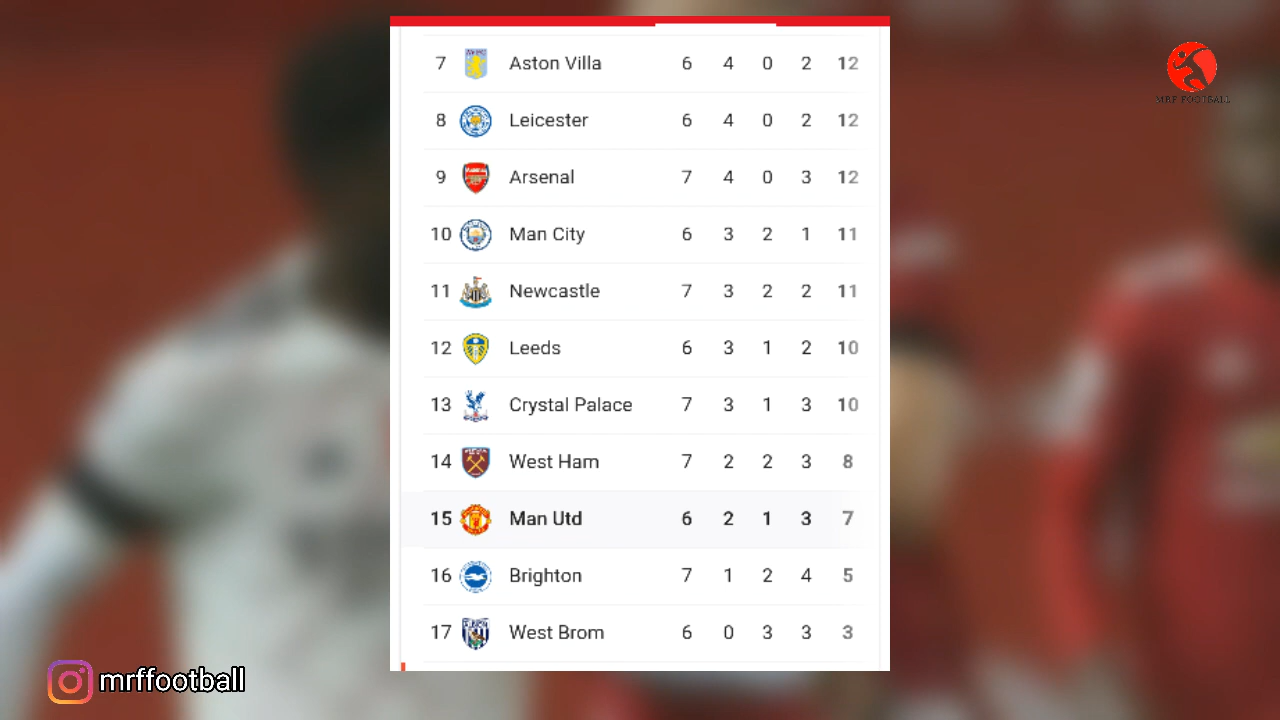 7 Aston Villa 6 4 0 2 12
8 Leicester 6 4 0 2 12
9 Arsenal 7 4 0 3 12
10 Man City 6 3 2 1 11
11 Newcastle 7 3 2 2 11
12 Leeds 6 3 1 2 10
13 Crystal Palace 7 3 1 3 10
14 West Ham 7 2 2 3 8
15 Man Utd 6 2 1 3 7
16 Brighton 7 1 2 4 5
17 West Brom 6 0 3 3 3
MRF FOOTBALL
mrffootball